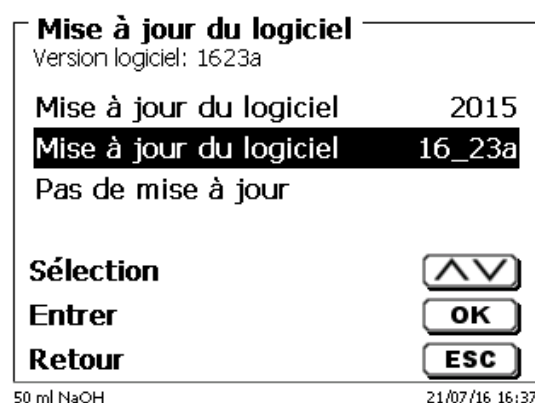 Mise à jour du logiciel
Version logiciel: 1623a
Mise à jour du logiciel 2015
Mise à jour du logiciel 16_23a
Pas de mise à jour
Sélection
Entrer OK
Retour ESC
50 ml NaOH 21/07/16 16:37